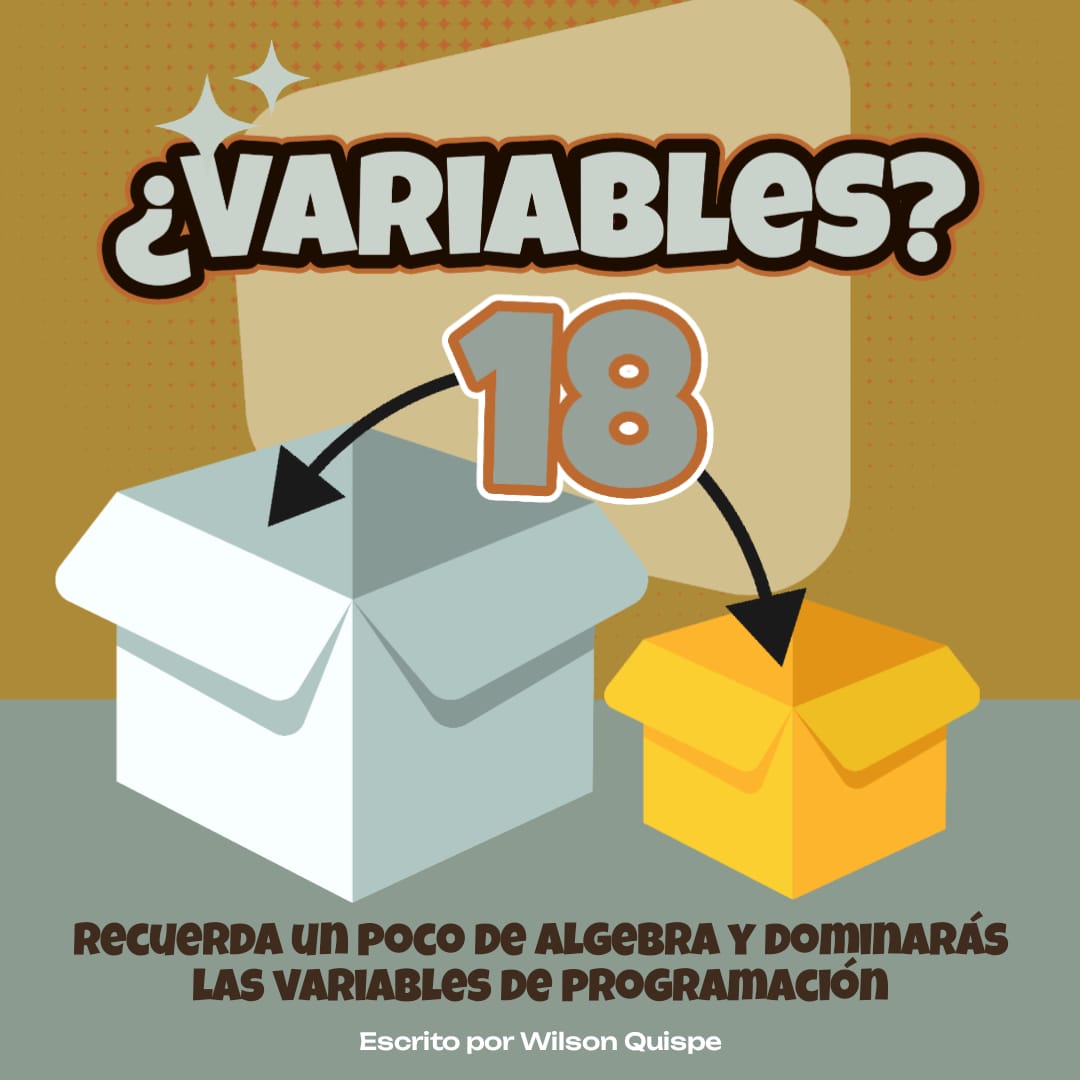 ¿VARIABLES?
18
Recuerda un poco de algebra y dominarás
las variables de programación
Escrito por Wilson Quispe